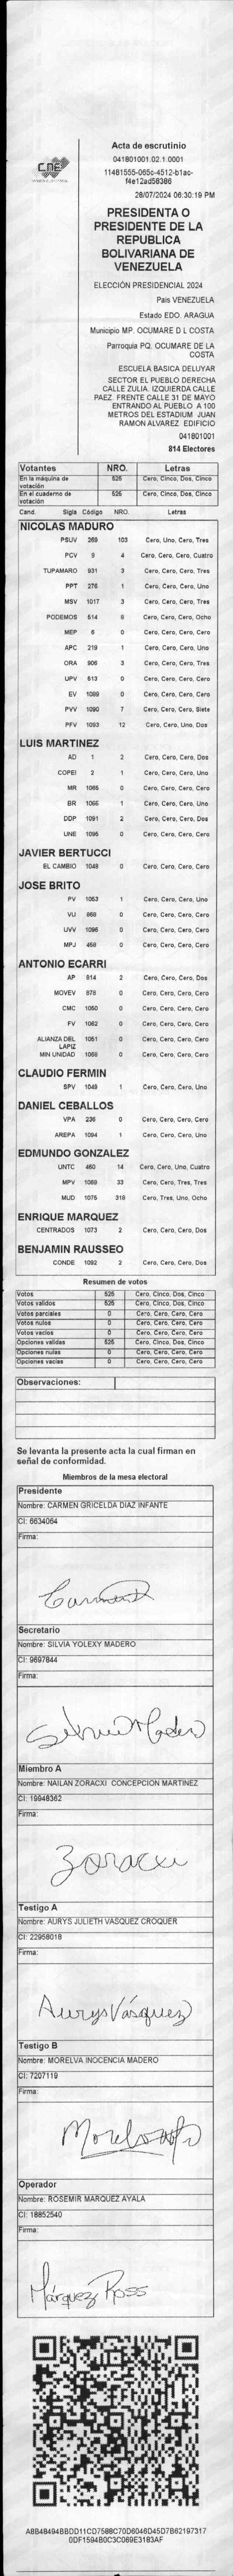 CNE
Acta de escrutinio
041801001.02.1.0001
11481555-065c-4512-b1ac-
f4e12ad58386
28/07/2024 06:30:19 PM
PRESIDENTA O
PRESIDENTE DE LA
REPUBLICA
BOLIVARIANA DE
VENEZUELA
ELECCIÓN PRESIDENCIAL 2024
Pais VENEZUELA
Estado EDO. ARAGUA
Municipio MP. OCUMARE D L COSTA
Parroquia PQ. OCUMARE DE LA
COSTA
ESCUELA BASICA DELUYAR
SECTOR EL PUEBLO DERECHA
CALLE ZULIA. IZQUIERDA CALLE
PAEZ. FRENTE CALLE 31 DE MAYO
ENTRANDO AL PUEBLO A 100
METROS DEL ESTADIUM JUAN
RAMON ALVAREZ EDIFICIO
041801001
814 Electores
Votantes NRO. Letras
En la máquina de votación 525 Cero, Cinco, Dos, Cinco
En el cuaderno de votación 525 Cero, Cinco, Dos, Cinco
Cand. Sigla Código NRO. Letras
NICOLAS MADURO
PSUV 269 103 Cero, Uno, Cero, Tres
PCV 9 4 Cero, Cero, Cero, Cuatro
TUPAMARO 931 3 Cero, Cero, Cero, Tres
PPT 276 1 Cero, Cero, Cero, Uno
MSV 1017 3 Cero, Cero, Cero, Tres
PODEMOS 514 8 Cero, Cero, Cero, Ocho
MEP 6 0 Cero, Cero, Cero, Cero
APC 219 1 Cero, Cero, Cero, Uno
ORA 906 3 Cero, Cero, Cero, Tres
UPV 613 0 Cero, Cero, Cero, Cero
EV 1089 0 Cero, Cero, Cero, Cero
PVV 1090 7 Cero, Cero, Cero, Siete
PFV 1093 12 Cero, Cero, Uno, Dos
LUIS MARTINEZ
AD 1 2 Cero, Cero, Cero, Dos
COPEI 2 1 Cero, Cero, Cero, Uno
MR 1065 0 Cero, Cero, Cero, Cero
BR 1066 1 Cero, Cero, Cero, Uno
DDP 1091 2 Cero, Cero, Cero, Dos
UNE 1095 0 Cero, Cero, Cero, Cero
JAVIER BERTUCCI
EL CAMBIO 1048 0 Cero, Cero, Cero, Cero
JOSE BRITO
PV 1053 1 Cero, Cero, Cero, Uno
VU 868 0 Cero, Cero, Cero, Cero
UVV 1096 0 Cero, Cero, Cero, Cero
MPJ 458 0 Cero, Cero, Cero, Cero
ANTONIO ECARRI
AP 814 2 Cero, Cero, Cero, Dos
MOVEV 878 0 Cero, Cero, Cero, Cero
CMC 1050 0 Cero, Cero, Cero, Cero
FV 1062 0 Cero, Cero, Cero, Cero
ALIANZA DEL LAPIZ 1051 0 Cero, Cero, Cero, Cero
MIN UNIDAD 1068 0 Cero, Cero, Cero, Cero
CLAUDIO FERMIN
SPV 1049 1 Cero, Cero, Cero, Uno
DANIEL CEBALLOS
VPA 236 0 Cero, Cero, Cero, Cero
AREPA 1094 1 Cero, Cero, Cero, Uno
EDMUNDO GONZALEZ
UNTC 460 14 Cero, Cero, Uno, Cuatro
MPV 1069 33 Cero, Cero, Tres, Tres
MUD 1075 318 Cero, Tres, Uno, Ocho
ENRIQUE MARQUEZ
CENTRADOS 1073 2 Cero, Cero, Cero, Dos
BENJAMIN RAUSSEO
CONDE 1092 2 Cero, Cero, Cero, Dos
Resumen de votos
Votos 525 Cero, Cinco, Dos, Cinco
Votos validos 525 Cero, Cinco, Dos, Cinco
Votos parciales 0 Cero, Cero, Cero, Cero
Votos nulos 0 Cero, Cero, Cero, Cero
Votos vacios 0 Cero, Cero, Cero, Cero
Opciones validas 525 Cero, Cinco, Dos, Cinco
Opciones nulas 0 Cero, Cero, Cero, Cero
Opciones vacias 0 Cero, Cero, Cero, Cero
Observaciones:
Se levanta la presente acta la cual firman en
señal de conformidad.
Miembros de la mesa electoral
Presidente
Nombre: CARMEN GRICELDA DIAZ INFANTE
CI: 6634064
Firma:
Secretario
Nombre: SILVIA YOLEXY MADERO
CI: 9697844
Firma:
Silvia Madero
Miembro A
Nombre: NAILAN ZORACXI CONCEPCION MARTINEZ
CI: 19948362
Firma:
Zoracxi
Testigo A
Nombre: AURYS JULIETH VASQUEZ CROQUER
CI: 22958018
Firma:
Aurys Vásquez
Testigo B
Nombre: MORELVA INOCENCIA MADERO
CI: 7207119
Firma:
Operador
Nombre: ROSEMIR MARQUEZ AYALA
CI: 18852540
Firma:
Márquez Ross
A8B48494BBDD11CD7588C70D6046D45D7B62197317
0DF1594B0C3C069E3183AF